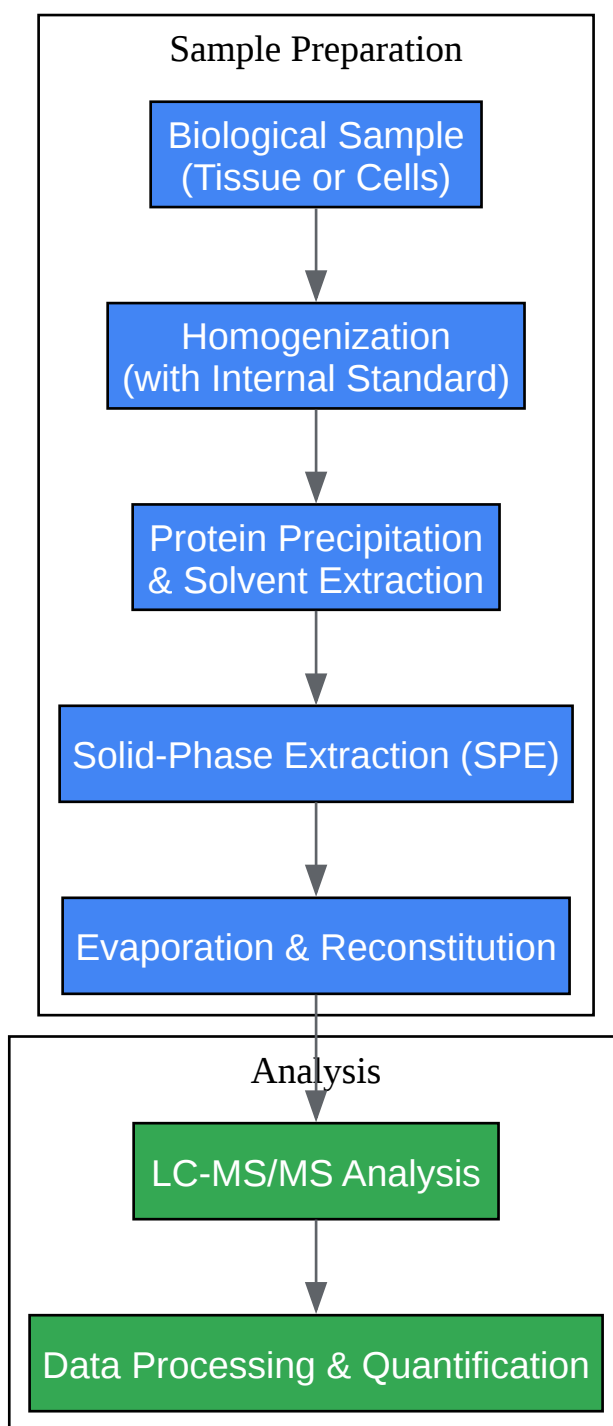 Sample Preparation
Biological Sample
(Tissue or Cells)
Homogenization
(with Internal Standard)
Protein Precipitation
& Solvent Extraction
Solid-Phase Extraction (SPE)
Evaporation & Reconstitution
Analysis
LC-MS/MS Analysis
Data Processing & Quantification